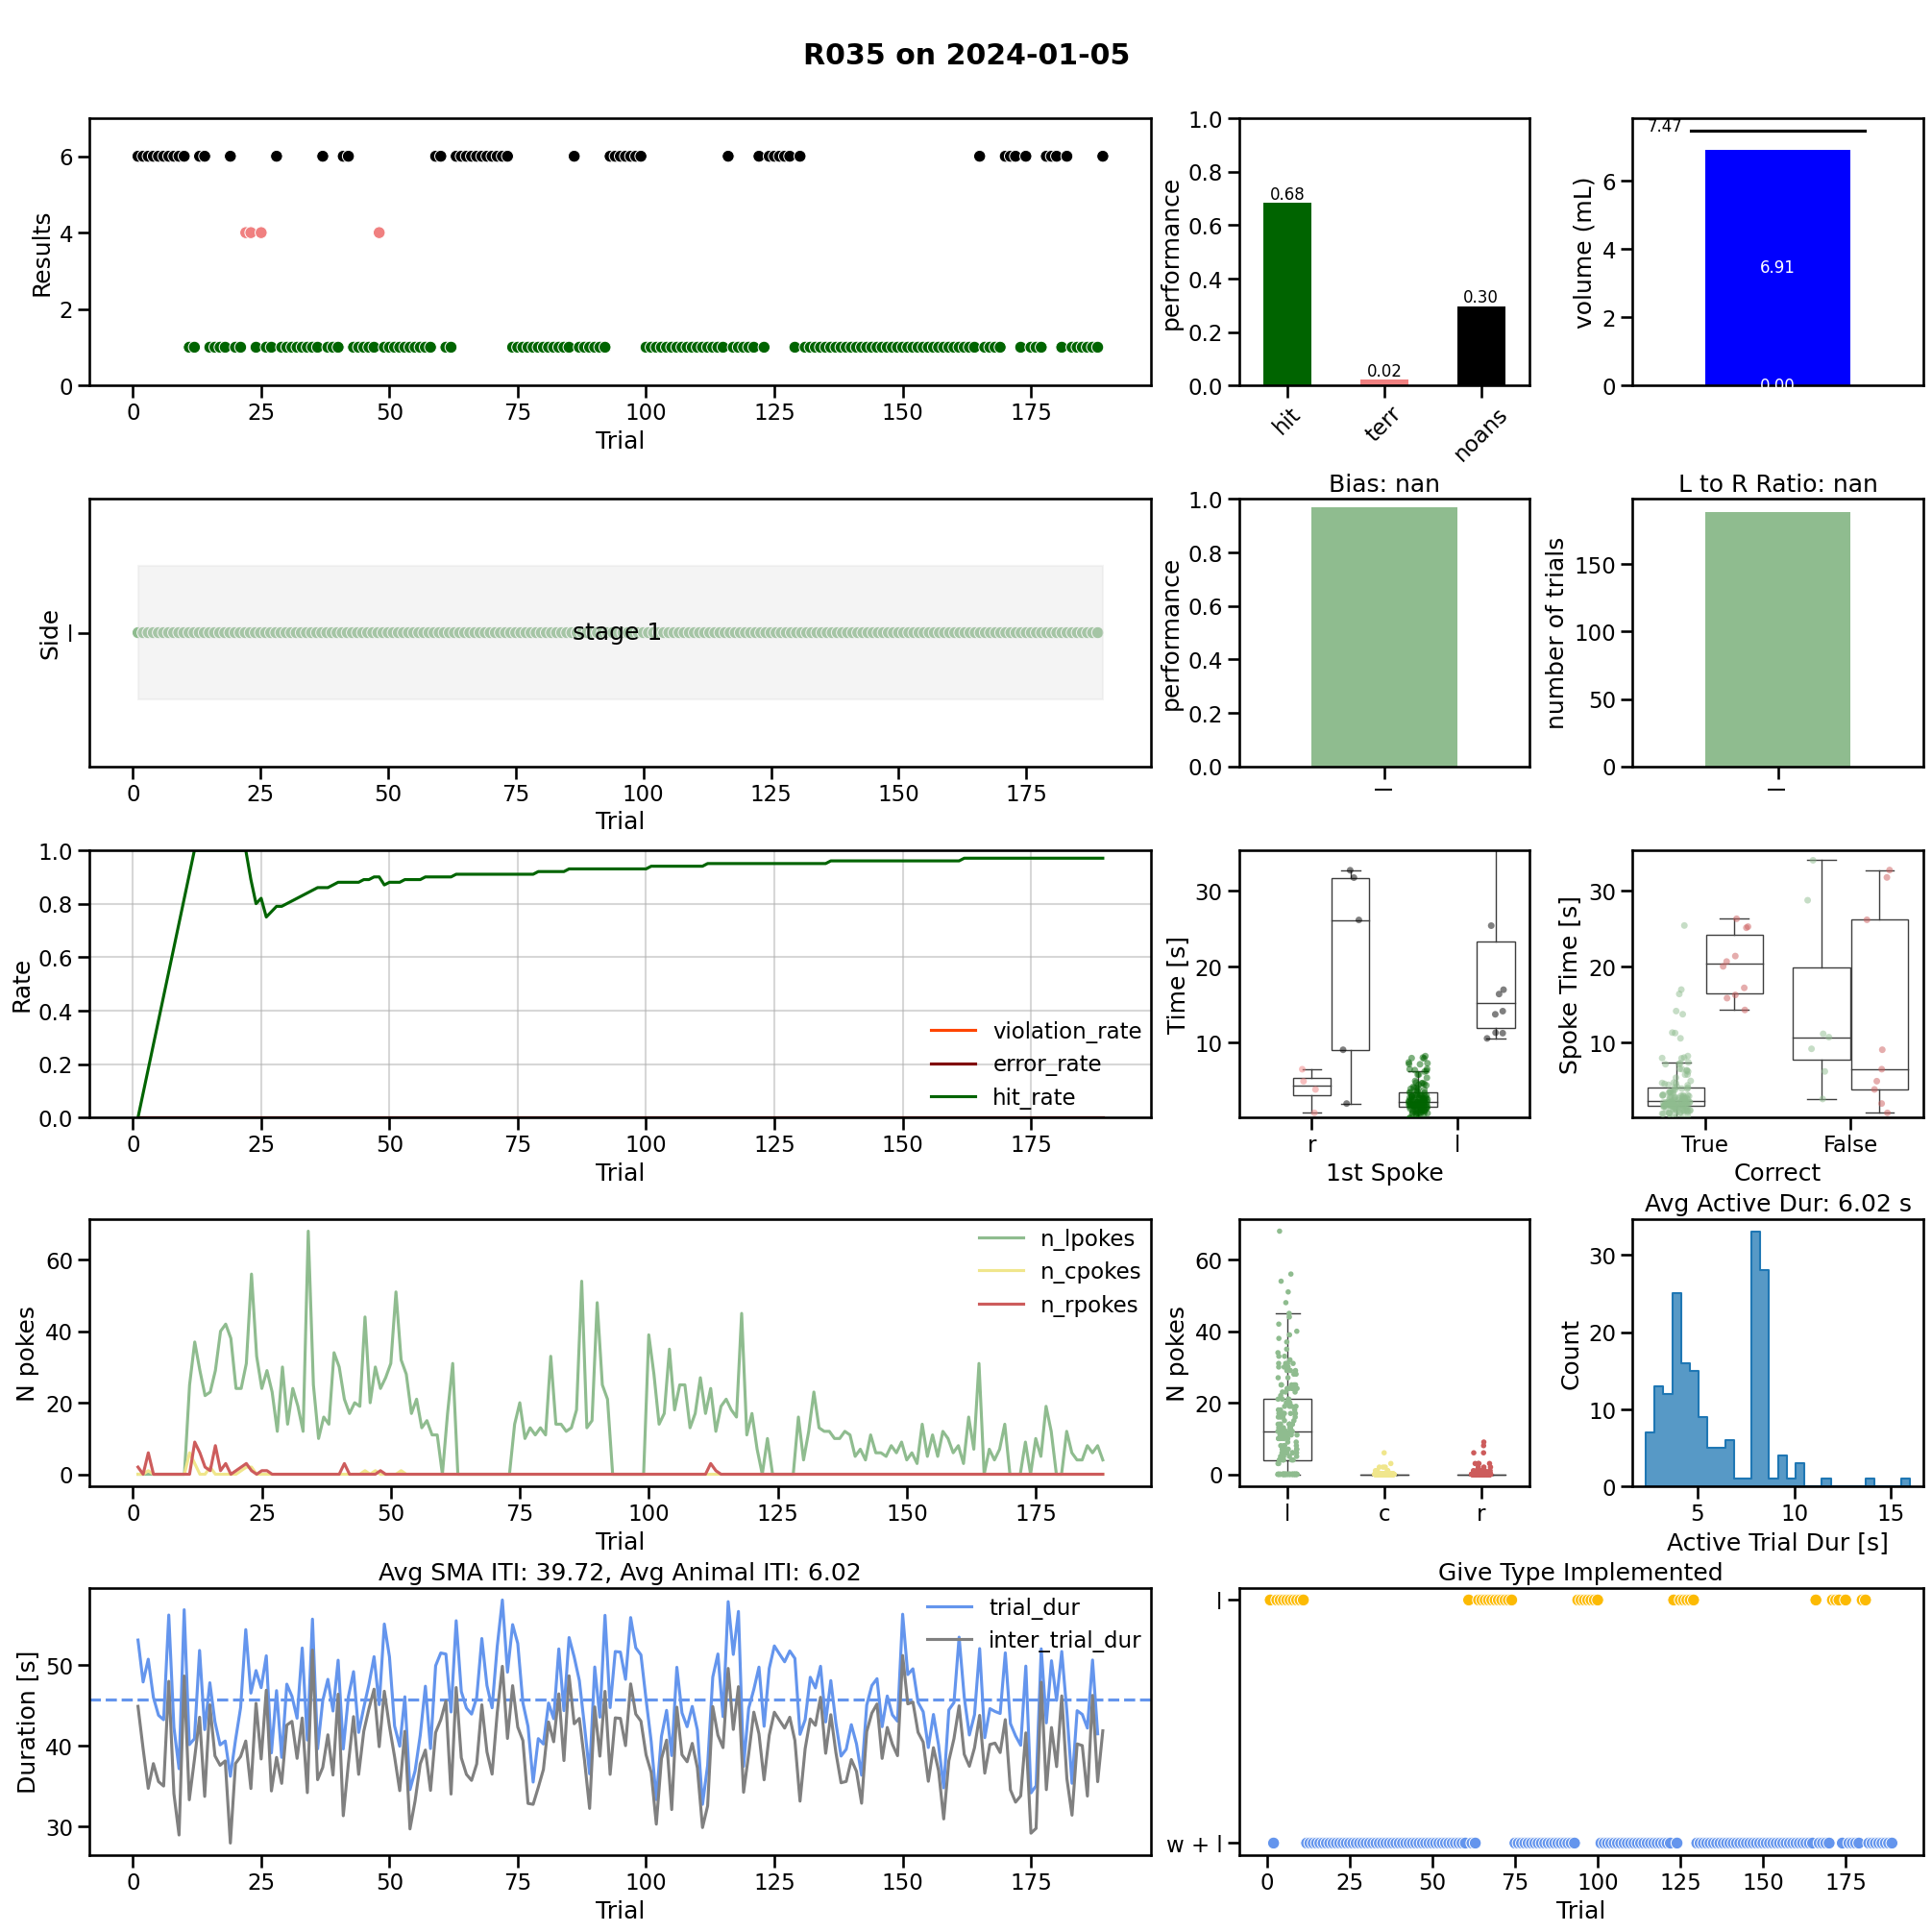 R035 on 2024-01-05
Results
6
4
2
0
0 25 50 75 100 125 150 175
Trial
performance
1.0
0.8
0.6
0.4
0.2
0.0
0.68
0.02
0.30
hit
terr
noans
volume (mL)
6
4
2
0
7.47
6.91
0.00
Side
l
stage 1
0 25 50 75 100 125 150 175
Trial
Bias: nan
performance
1.0
0.8
0.6
0.4
0.2
0.0
l
L to R Ratio: nan
number of trials
150
100
50
0
l
Rate
1.0
0.8
0.6
0.4
0.2
0.0
violation_rate
error_rate
hit_rate
0 25 50 75 100 125 150 175
Trial
Time [s]
30
20
10
r l
1st Spoke
Spoke Time [s]
30
20
10
True False
Correct
N pokes
60
40
20
0
n_lpokes
n_cpokes
n_rpokes
0 25 50 75 100 125 150 175
Trial
N pokes
60
40
20
0
l c r
Avg Active Dur: 6.02 s
Count
30
20
10
0
5 10 15
Active Trial Dur [s]
Avg SMA ITI: 39.72, Avg Animal ITI: 6.02
Duration [s]
50
40
30
trial_dur
inter_trial_dur
0 25 50 75 100 125 150 175
Trial
Give Type Implemented
l
w + l
0 25 50 75 100 125 150 175
Trial